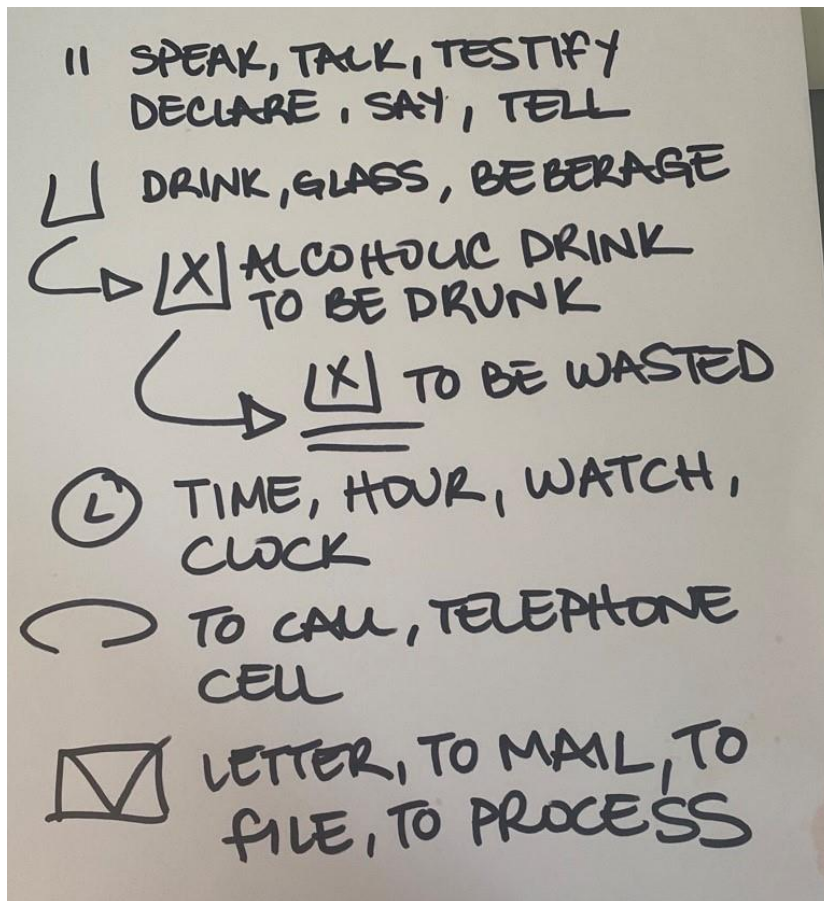 " SPEAK, TALK, TESTIFY
DECLARE, SAY, TELL
DRINK, GLASS, BEBERAGE
X ALCOHOLIC DRINK
TO BE DRUNK
X TO BE WASTED
L TIME, HOUR, WATCH,
CLOCK
TO CALL, TELEPHONE
CELL
LETTER, TO MAIL, TO
FILE, TO PROCESS